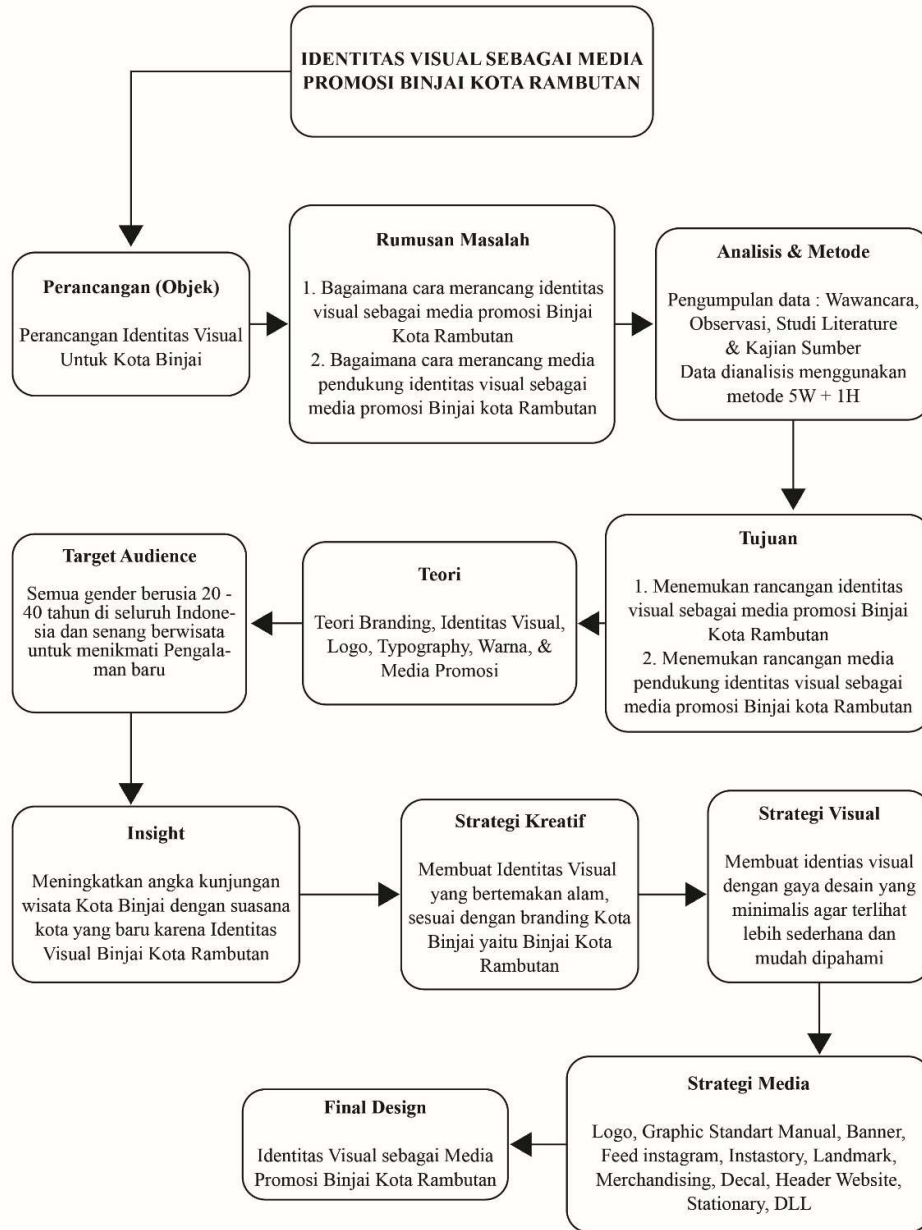 IDENTITAS VISUAL SEBAGAI MEDIA
PROMOSI BINJAI KOTA RAMBUTAN
Perancangan (Objek)
Perancangan Identitas Visual
Untuk Kota Binjai
Rumusan Masalah
1. Bagaimana cara merancang identitas
visual sebagai media promosi Binjai
Kota Rambutan
2. Bagaimana cara merancang media
pendukung identitas visual sebagai
media promosi Binjai kota Rambutan
Analisis & Metode
Pengumpulan data : Wawancara,
Observasi, Studi Literature
& Kajian Sumber
Data dianalisis menggunakan
metode 5W + 1H
Tujuan
1. Menemukan rancangan identitas
visual sebagai media promosi Binjai
Kota Rambutan
2. Menemukan rancangan media
pendukung identitas visual sebagai
media promosi Binjai kota Rambutan
Teori
Teori Branding, Identitas Visual,
Logo, Typography, Warna, &
Media Promosi
Target Audience
Semua gender berusia 20 -
40 tahun di seluruh Indone-
sia dan senang berwisata
untuk menikmati Pengala-
man baru
Insight
Meningkatkan angka kunjungan
wisata Kota Binjai dengan suasana
kota yang baru karena Identitas
Visual Binjai Kota Rambutan
Strategi Kreatif
Membuat Identitas Visual
yang bertemakan alam,
sesuai dengan branding Kota
Binjai yaitu Binjai Kota
Rambutan
Strategi Visual
Membuat identias visual
dengan gaya desain yang
minimalis agar terlihat
lebih sederhana dan
mudah dipahami
Strategi Media
Logo, Graphic Standart Manual, Banner,
Feed instagram, Instastory, Landmark,
Merchandising, Decal, Header Website,
Stationary, DLL
Final Design
Identitas Visual sebagai Media
Promosi Binjai Kota Rambutan